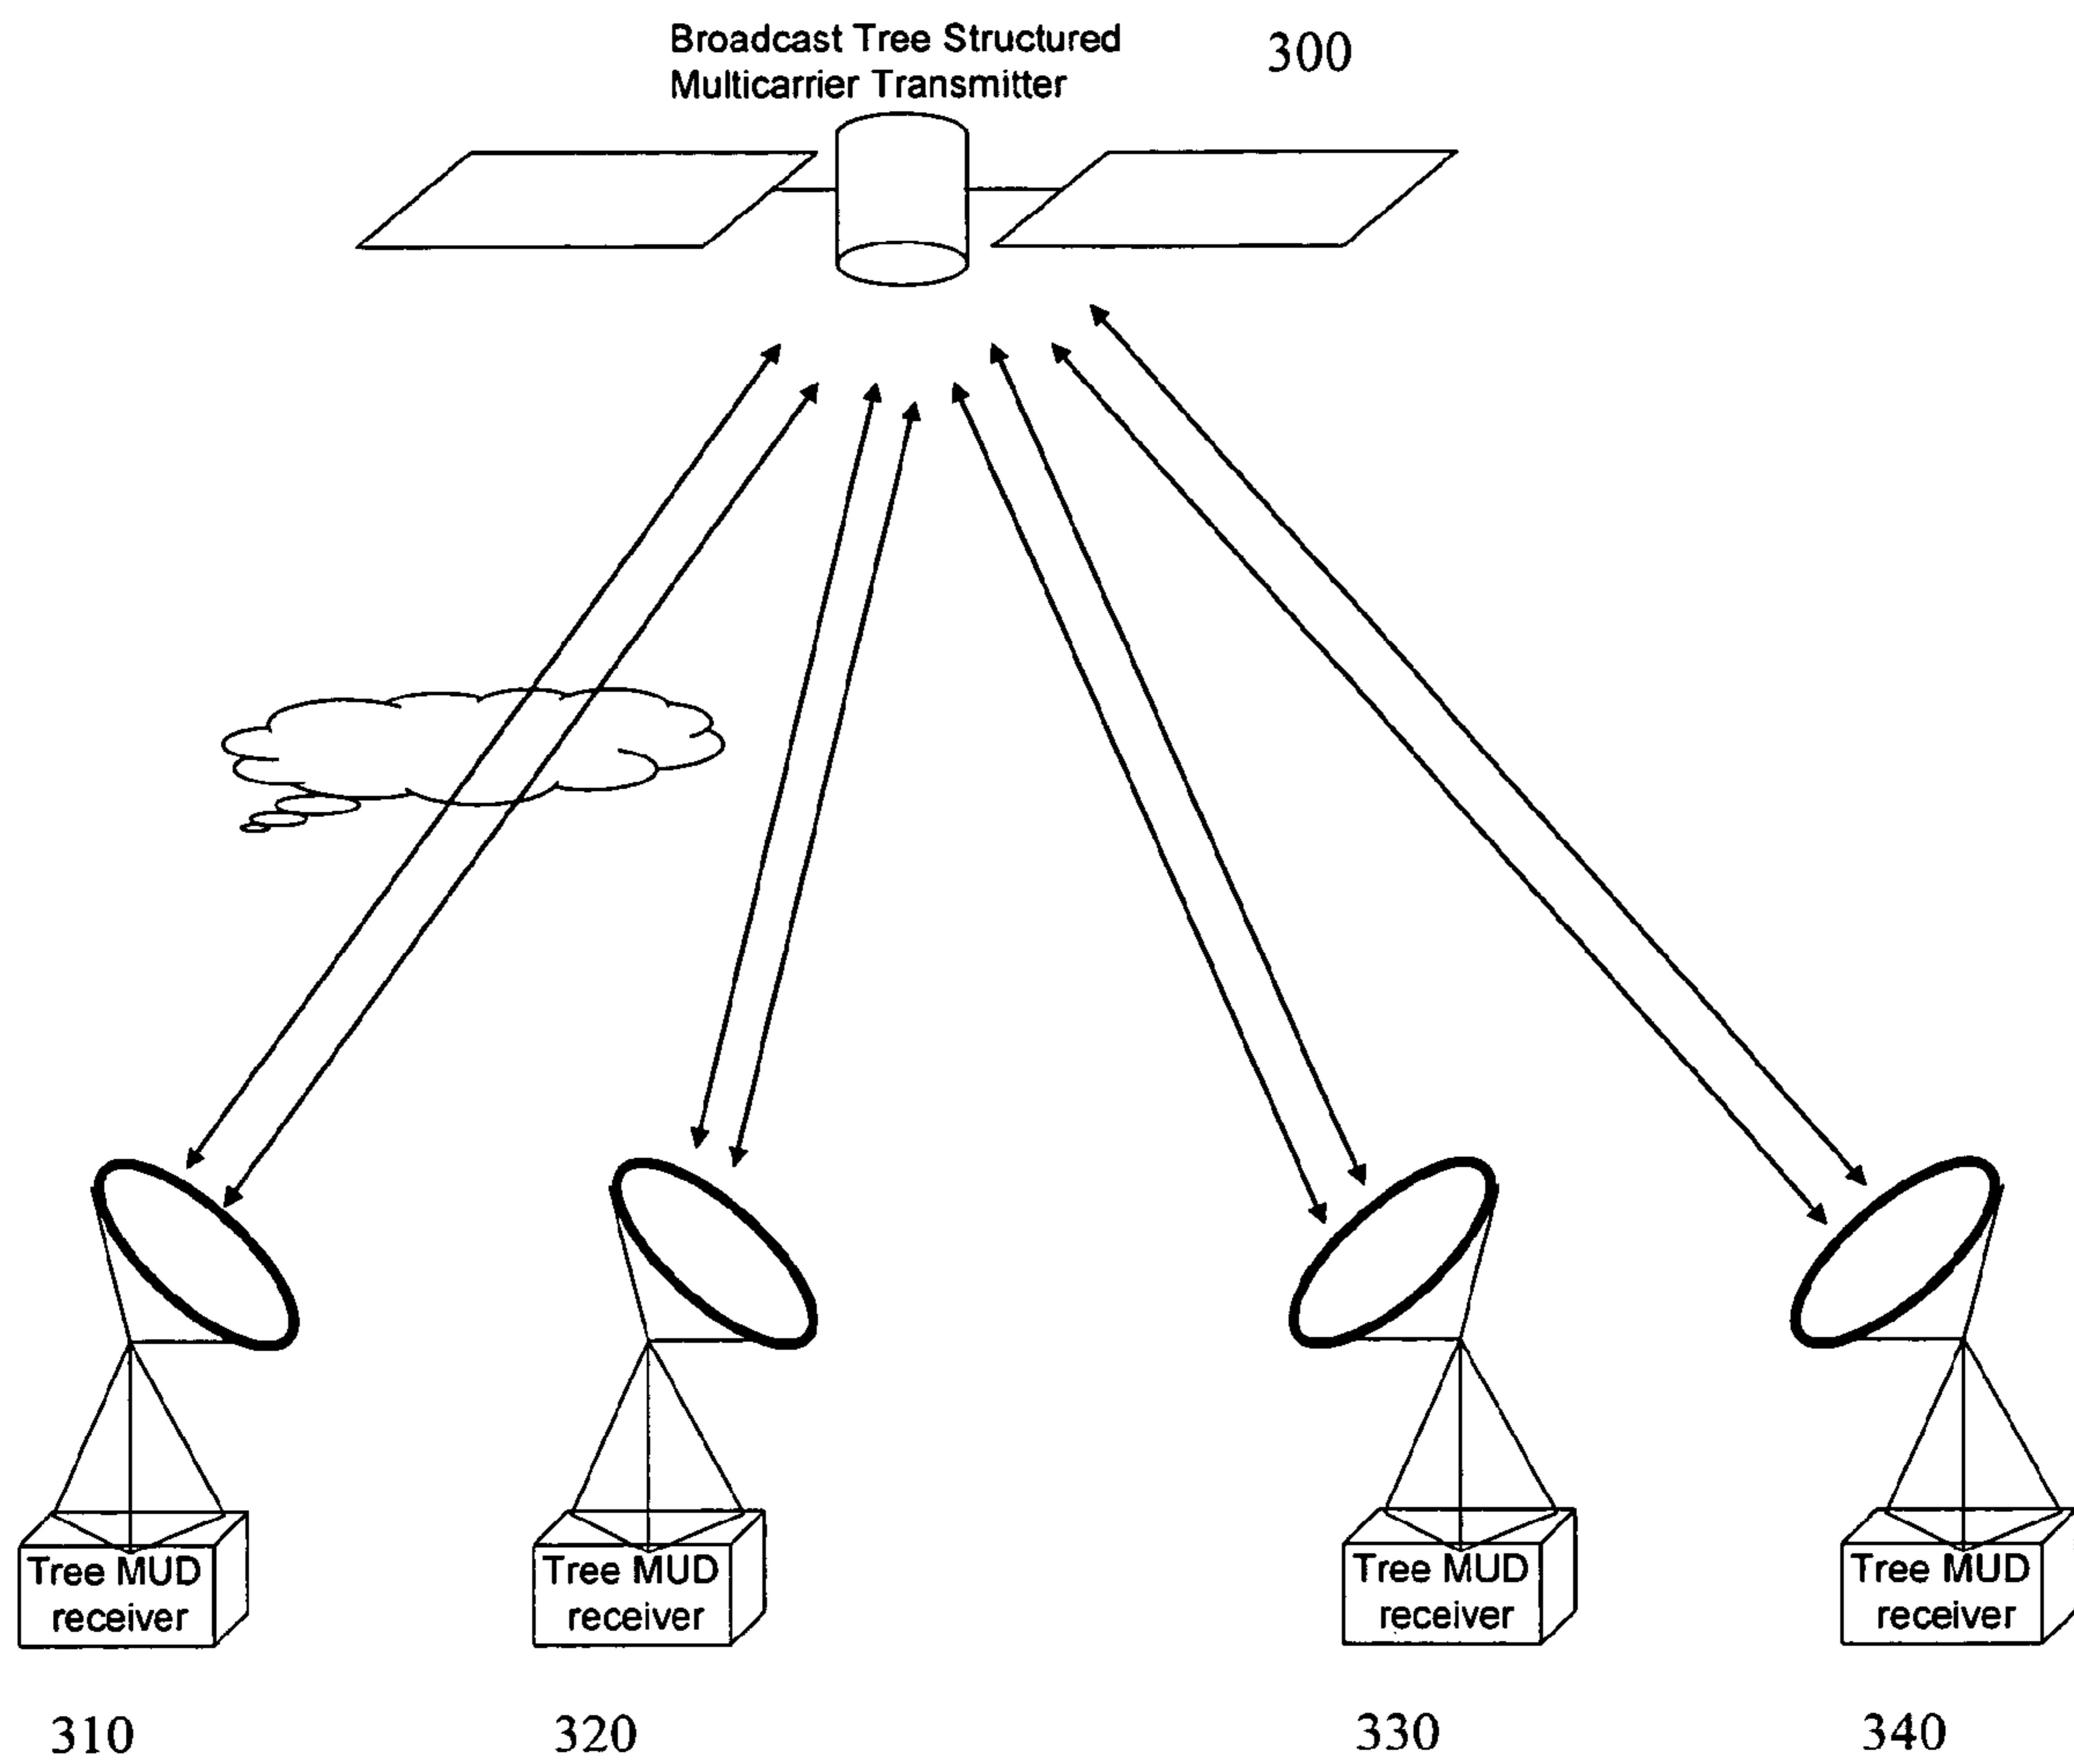 Broadcast Tree Structured
Multicarrier Transmitter
300
Tree MUD
receiver
Tree MUD
receiver
Tree MUD
receiver
Tree MUD
receiver
310
320
330
340